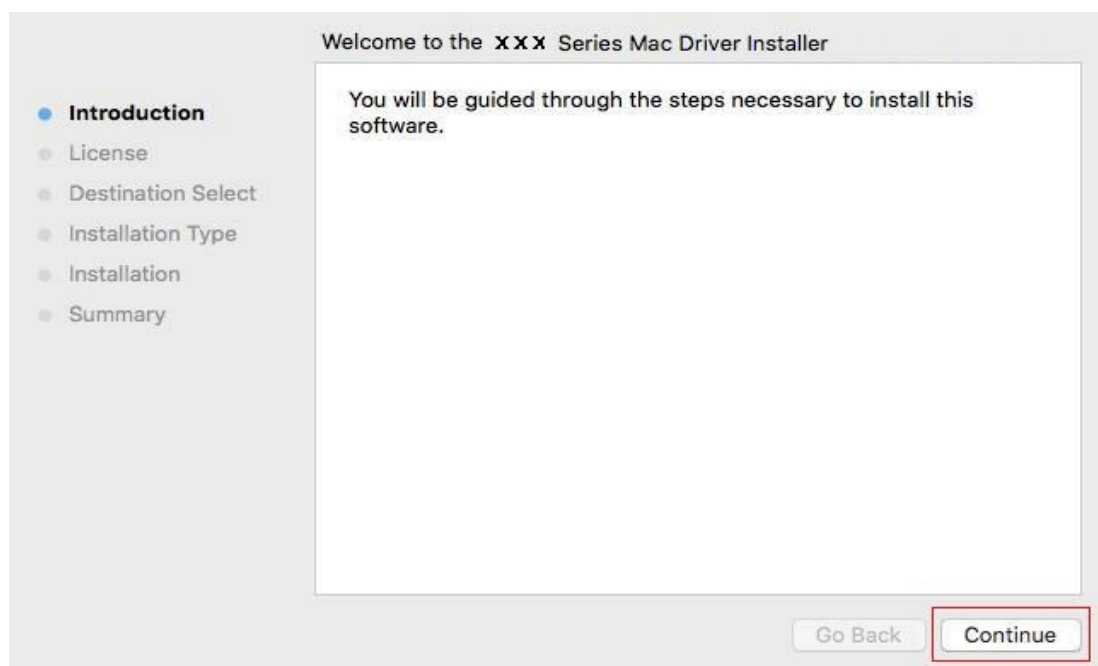 Welcome to the XXX Series Mac Driver Installer
Introduction
License
Destination Select
Installation Type
Installation
Summary
You will be guided through the steps necessary to install this
software.
Go Back
Continue